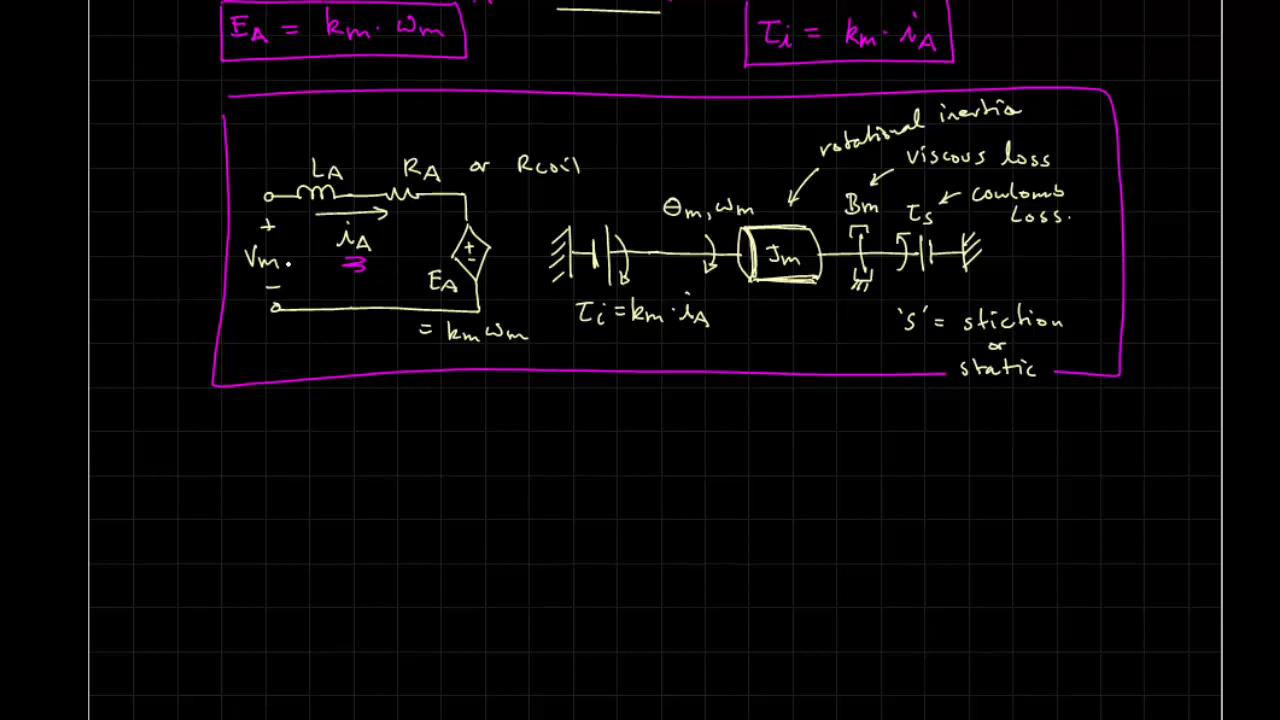 E_A = k_m · ω_m
τ_i = k_m · i_A
rotational inertia
viscous loss
L_A R_A or Rcoil
θ_m, ω_m B_m τ_s coulomb
loss.
+
i_A
V_m.
J_m
+
-
E_A
-
τ_i = k_m · i_A
's' = stiction
= k_m ω_m
or
static